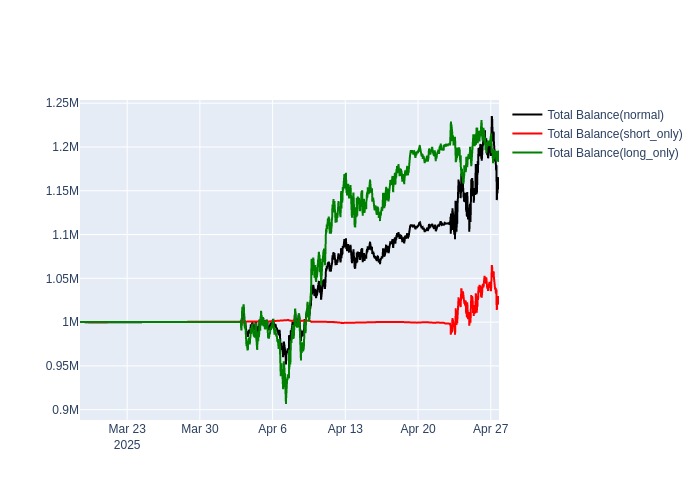 1.25M
1.2M
1.15M
1.1M
1.05M
1M
0.95M
0.9M
Mar 23
2025
Mar 30
Apr 6
Apr 13
Apr 20
Apr 27
Total Balance(normal)
Total Balance(short_only)
Total Balance(long_only)